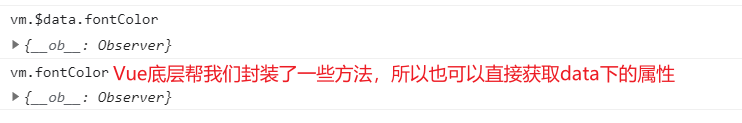 vm.$data.fontColor
▶ {__ob__: Observer}
vm.fontColor Vue底层帮我们封装了一些方法，所以也可以直接获取data下的属性
▶ {__ob__: Observer}